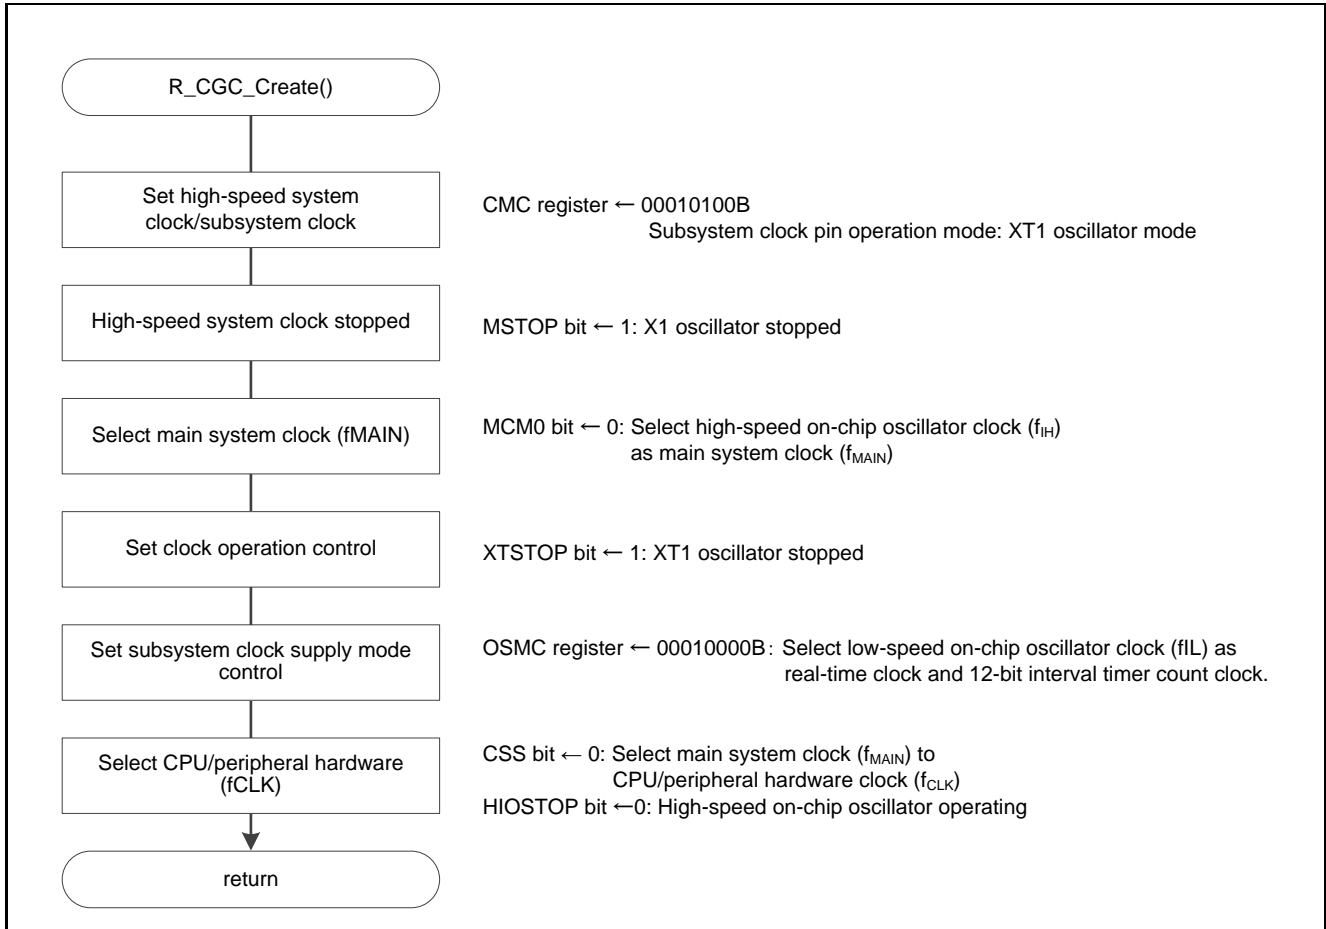 R_CGC_Create()
Set high-speed system
clock/subsystem clock
CMC register ← 00010100B
Subsystem clock pin operation mode: XT1 oscillator mode
High-speed system clock stopped
MSTOP bit ← 1: X1 oscillator stopped
Select main system clock (fMAIN)
MCM0 bit ← 0: Select high-speed on-chip oscillator clock (fIH)
as main system clock (fMAIN)
Set clock operation control
XTSTOP bit ← 1: XT1 oscillator stopped
Set subsystem clock supply mode
control
OSMC register ← 00010000B: Select low-speed on-chip oscillator clock (fIL) as
real-time clock and 12-bit interval timer count clock.
Select CPU/peripheral hardware
(fCLK)
CSS bit ← 0: Select main system clock (fMAIN) to
CPU/peripheral hardware clock (fCLK)
HIOSTOP bit ←0: High-speed on-chip oscillator operating
return